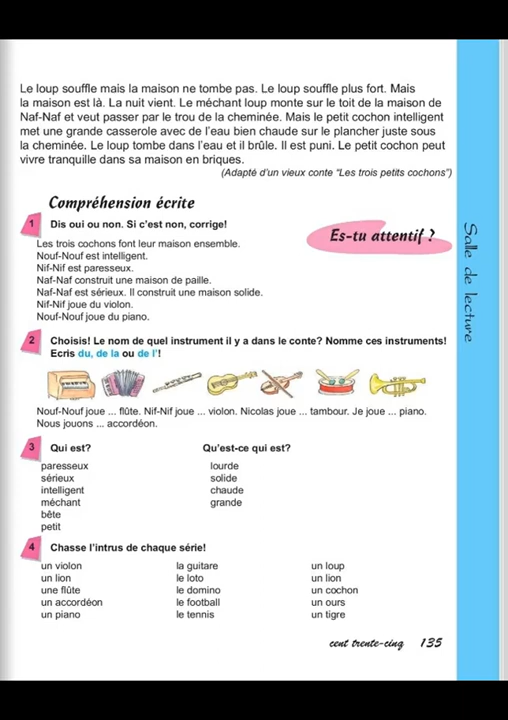 Le loup souffle mais la maison ne tombe pas. Le loup souffle plus fort. Mais
la maison est là. La nuit vient. Le méchant loup monte sur le toit de la maison de
Naf-Naf et veut passer par le trou de la cheminée. Mais le petit cochon intelligent
met une grande casserole avec de l'eau bien chaude sur le plancher juste sous
la cheminée. Le loup tombe dans l'eau et il brûle. Il est puni. Le petit cochon peut
vivre tranquille dans sa maison en briques.
(Adapté d'un vieux conte “Les trois petits cochons”)
Compréhension écrite
1 Dis oui ou non. Si c'est non, corrige!
Es-tu attentif ?
Les trois cochons font leur maison ensemble.
Nouf-Nouf est intelligent.
Nif-Nif est paresseux.
Naf-Naf construit une maison de paille.
Naf-Naf est sérieux. Il construit une maison solide.
Nif-Nif joue du violon.
Nouf-Nouf joue du piano.
Salle de lecture
2 Choisis! Le nom de quel instrument il y a dans le conte? Nomme ces instruments!
Ecris du, de la ou de l'!
Nouf-Nouf joue ... flûte. Nif-Nif joue ... violon. Nicolas joue ... tambour. Je joue ... piano.
Nous jouons ... accordéon.
3 Qui est? Qu'est-ce qui est?
paresseux lourde
sérieux solide
intelligent chaude
méchant grande
bête
petit
4 Chasse l'intrus de chaque série!
un violon la guitare un loup
un lion le loto un lion
une flûte le domino un cochon
un accordéon le football un ours
un piano le tennis un tigre
cent trente-cinq 135